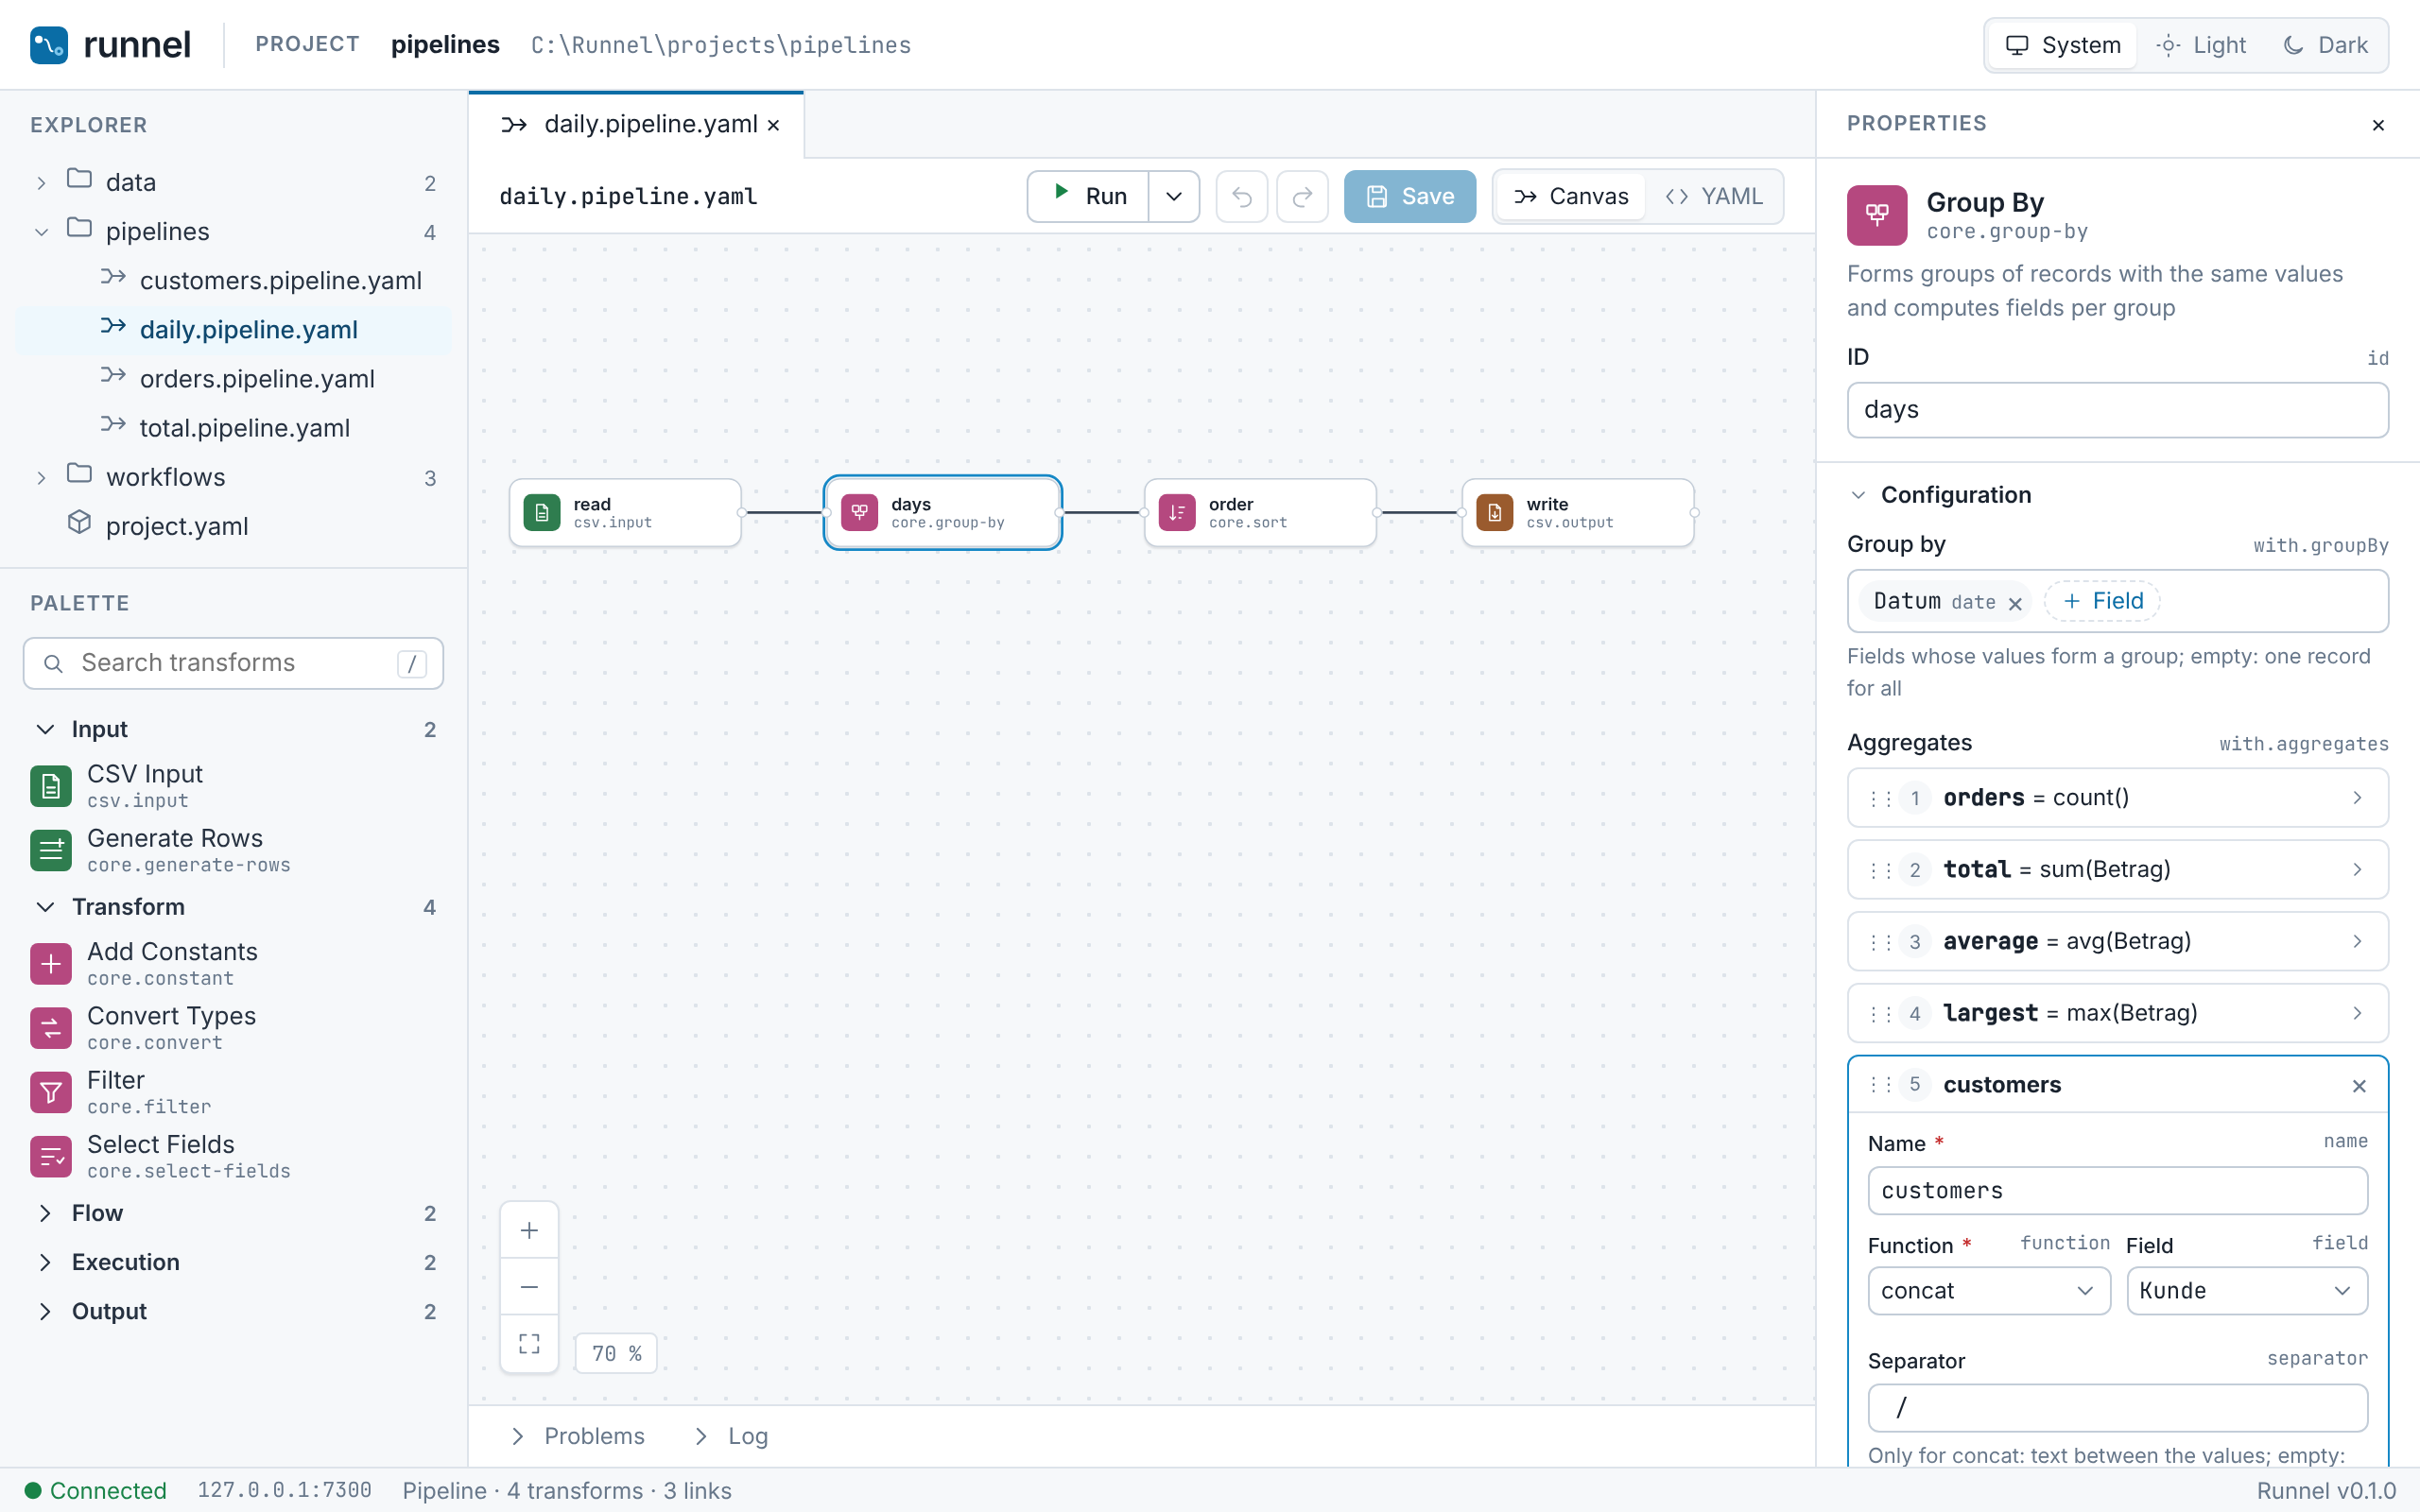 runnel
PROJECT pipelines C:\Runnel\projects\pipelines
System Light Dark
EXPLORER
data 2
pipelines 4
customers.pipeline.yaml
daily.pipeline.yaml
orders.pipeline.yaml
total.pipeline.yaml
workflows 3
project.yaml
PALETTE
Search transforms /
Input 2
CSV Input
csv.input
Generate Rows
core.generate-rows
Transform 4
Add Constants
core.constant
Convert Types
core.convert
Filter
core.filter
Select Fields
core.select-fields
Flow 2
Execution 2
Output 2
daily.pipeline.yaml ×
daily.pipeline.yaml
Run
Save
Canvas
YAML
read
csv.input
days
core.group-by
order
core.sort
write
csv.output
70 %
Problems
Log
PROPERTIES
Group By
core.group-by
Forms groups of records with the same values
and computes fields per group
ID id
days
Configuration
Group by with.groupBy
Datum date × + Field
Fields whose values form a group; empty: one record
for all
Aggregates with.aggregates
1 orders = count()
2 total = sum(Betrag)
3 average = avg(Betrag)
4 largest = max(Betrag)
5 customers
Name * name
customers
Function * function Field field
concat Kunde
Separator separator
/
Only for concat: text between the values; empty:
Connected 127.0.0.1:7300 Pipeline · 4 transforms · 3 links
Runnel v0.1.0